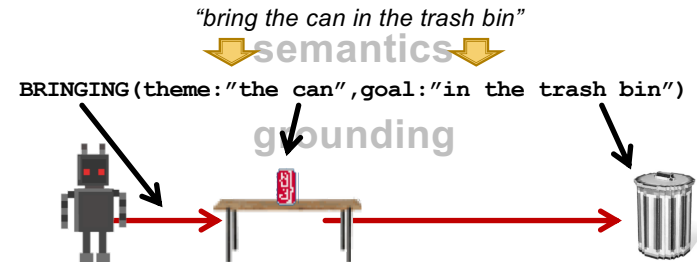 “bring the can in the trash bin”
semantics
BRINGING(theme:”the can”,goal:”in the trash bin”)
grounding